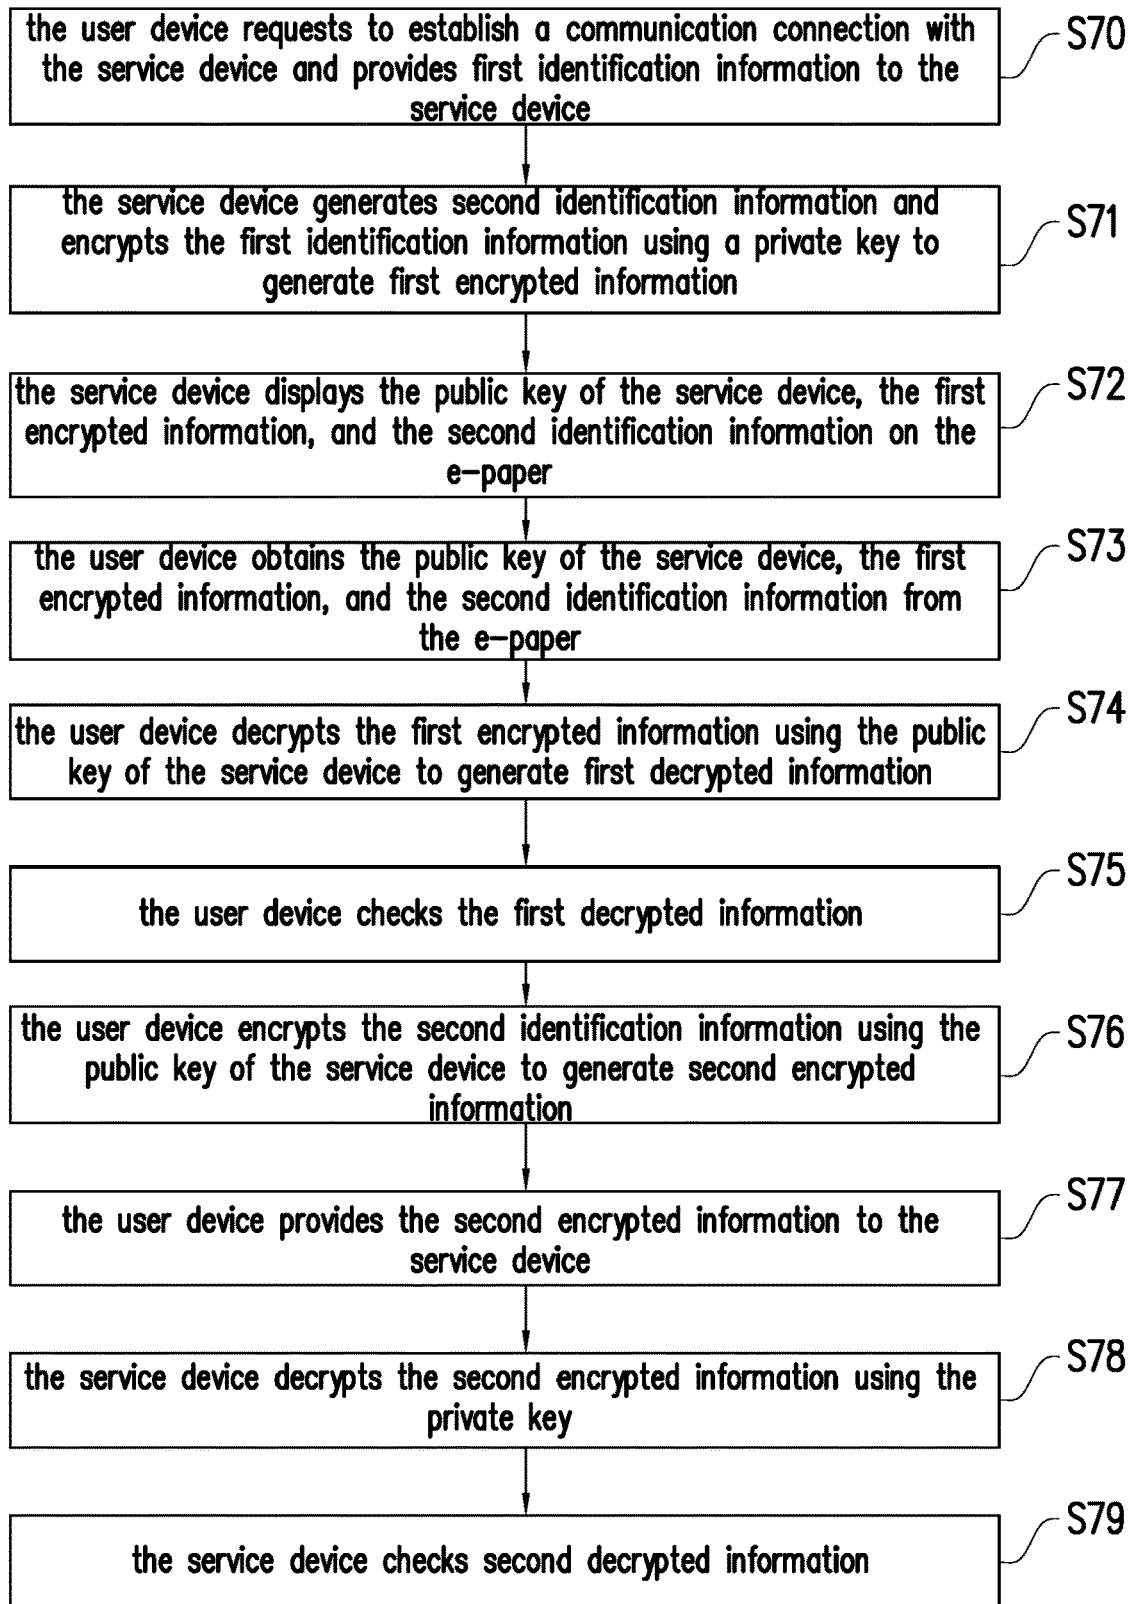 the user device requests to establish a communication connection with
the service device and provides first identification information to the
service device
S70
the service device generates second identification information and
encrypts the first identification information using a private key to
generate first encrypted information
S71
the service device displays the public key of the service device, the first
encrypted information, and the second identification information on the
e-paper
S72
the user device obtains the public key of the service device, the first
encrypted information, and the second identification information from
the e-paper
S73
the user device decrypts the first encrypted information using the public
key of the service device to generate first decrypted information
S74
the user device checks the first decrypted information
S75
the user device encrypts the second identification information using the
public key of the service device to generate second encrypted
information
S76
the user device provides the second encrypted information to the
service device
S77
the service device decrypts the second encrypted information using the
private key
S78
the service device checks second decrypted information
S79